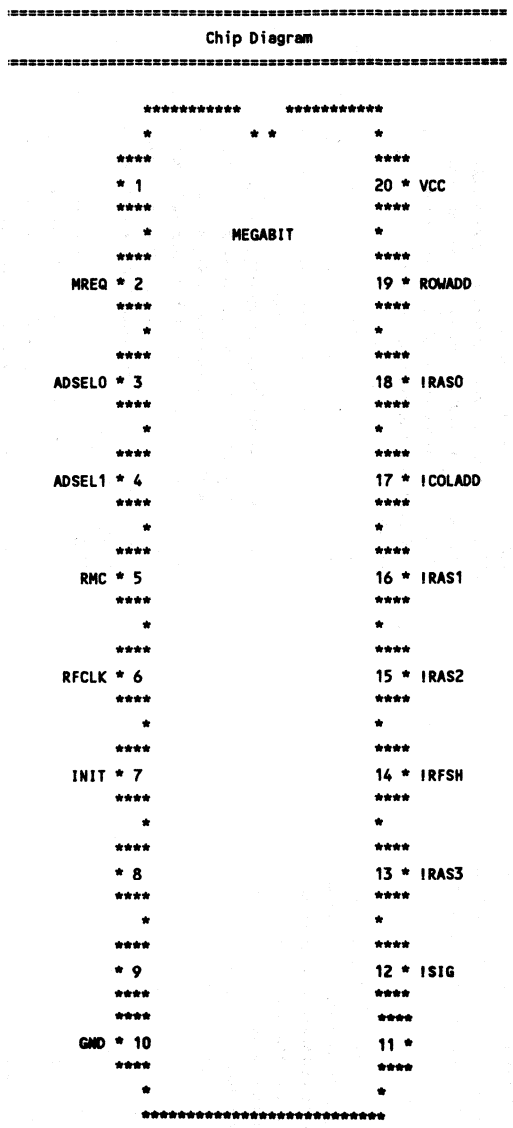 ==========================================================
Chip Diagram
==========================================================
*********** ***********
* * * *
**** ****
* 1 20 * VCC
**** ****
* MEGABIT *
**** ****
MREQ * 2 19 * ROWADD
**** ****
* *
**** ****
ADSEL0 * 3 18 * !RAS0
**** ****
* *
**** ****
ADSEL1 * 4 17 * !COLADD
**** ****
* *
**** ****
RMC * 5 16 * !RAS1
**** ****
* *
**** ****
RFCLK * 6 15 * !RAS2
**** ****
* *
**** ****
INIT * 7 14 * !RFSH
**** ****
* *
**** ****
* 8 13 * !RAS3
**** ****
* *
**** ****
* 9 12 * !SIG
**** ****
**** ****
GND * 10 11 *
**** ****
* *
***************************